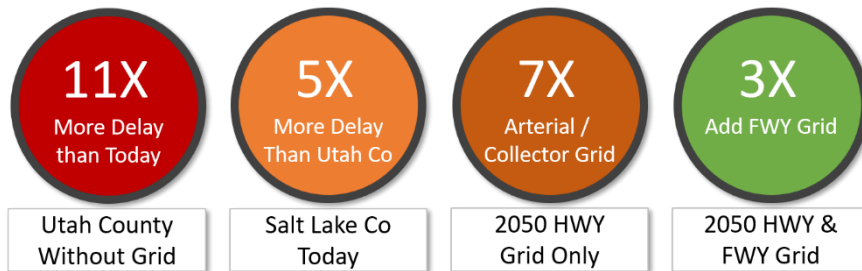 11X
More Delay
than Today
Utah County
Without Grid
5X
More Delay
Than Utah Co
Salt Lake Co
Today
7X
Arterial /
Collector Grid
2050 HWY
Grid Only
3X
Add FWY Grid
2050 HWY &
FWY Grid